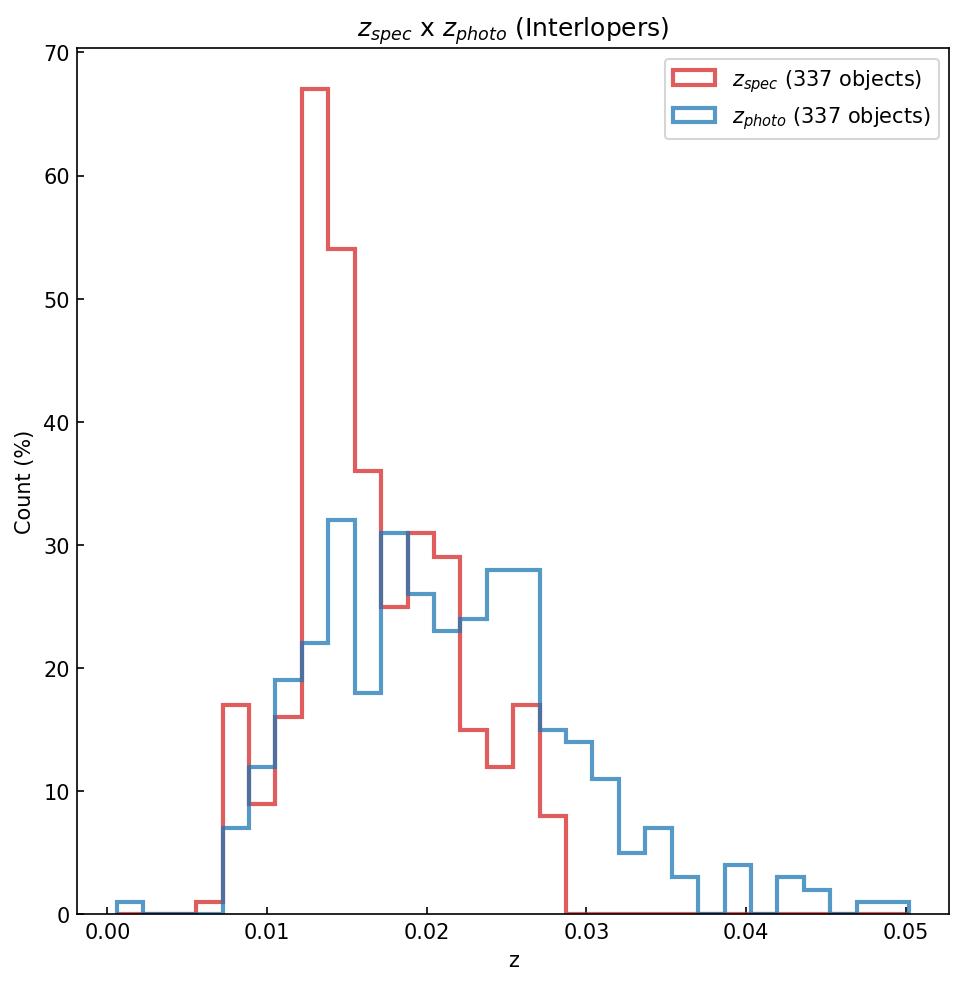 z_spec x z_photo (Interlopers)
z_spec (337 objects)
z_photo (337 objects)
Count (%)
70
60
50
40
30
20
10
0
0.00 0.01 0.02 0.03 0.04 0.05
z